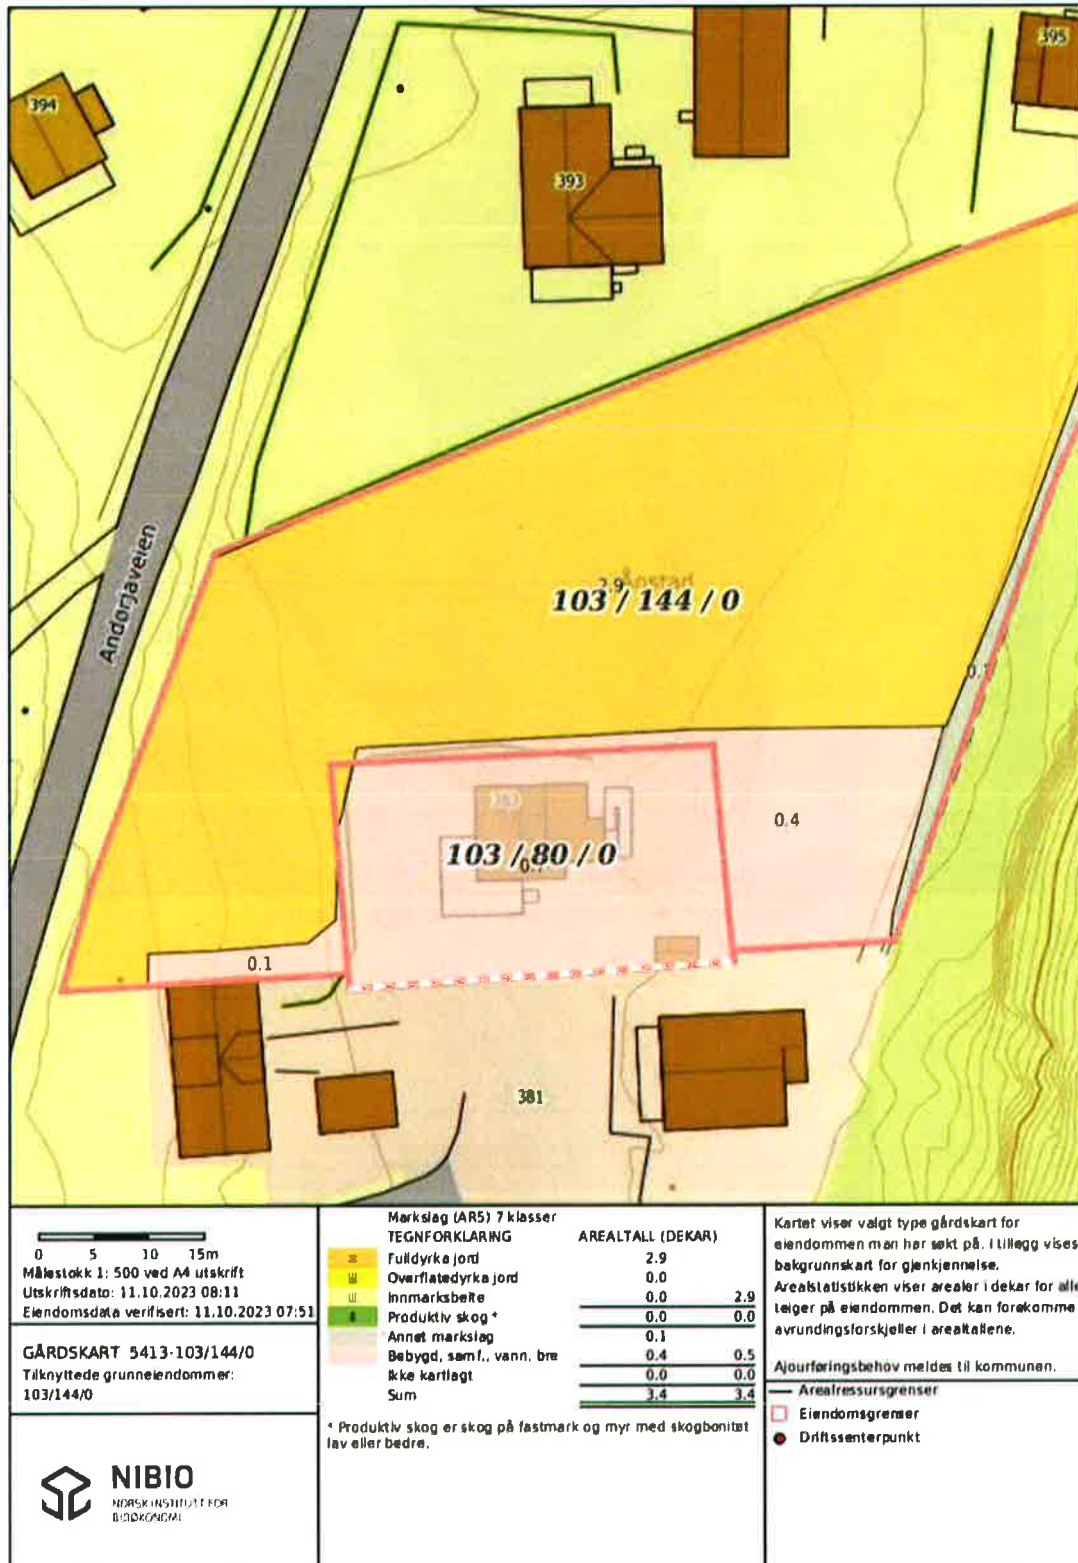 394
395
393
Andørjaveien
2.9 Ånstad
103 / 144 / 0
0.1
383
0.4
103 / 80 / 0
0.1
381
0 5 10 15m
Målestokk 1: 500 ved A4 utskrift
Utskriftsdato: 11.10.2023 08:11
Eiendomsdata verifisert: 11.10.2023 07:51
GÅRDSKART 5413-103/144/0
Tilknyttede grunneiendommer:
103/144/0
NIBIO
NORSK INSTITUTT FOR
BIOØKONOMI
Markslag (AR5) 7 klasser
TEGNFORKLARING AREALTALL (DEKAR)
Fulldyrka jord 2.9
Overflatedyrka jord 0.0
Innmarksbeite 0.0 2.9
Produktiv skog * 0.0 0.0
Annet markslag 0.1
Bebygd, samf., vann, bre 0.4 0.5
Ikke kartlagt 0.0 0.0
Sum 3.4 3.4
* Produktiv skog er skog på fastmark og myr med skogbonitet
lav eller bedre.
Kartet viser valgt type gårdskart for
eiendommen man har søkt på. I tillegg vises
bakgrunnskart for gjenkjennelse.
Arealstatistikken viser arealer i dekar for alle
teiger på eiendommen. Det kan forekomme
avrundingsforskjeller i arealtallene.
Ajourføringsbehov meldes til kommunen.
Arealressursgrenser
Eiendomsgrenser
Driftssenterpunkt